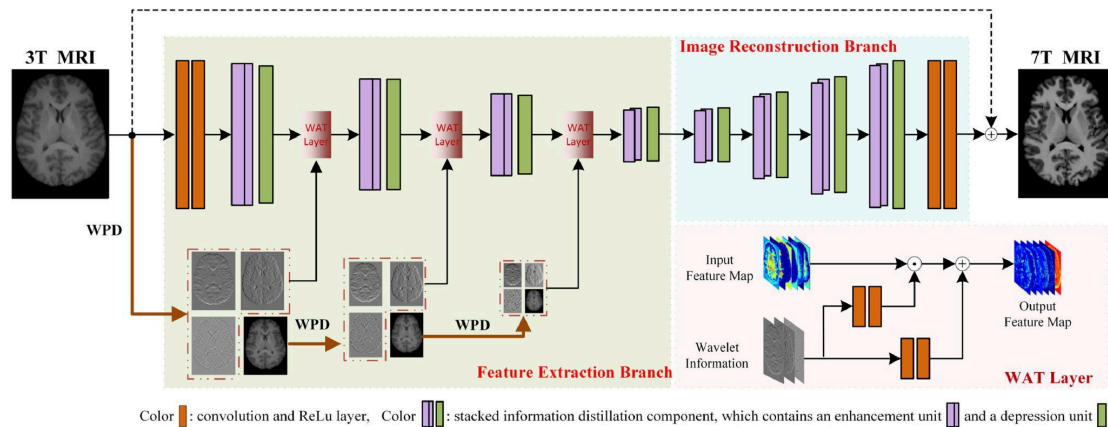 3T MRI
Image Reconstruction Branch
7T MRI
WAT
Layer
WAT
Layer
WAT
Layer
WPD
WPD
WPD
Feature Extraction Branch
Input
Feature Map
Output
Feature Map
Wavelet
Information
WAT Layer
Color : convolution and ReLu layer, Color : stacked information distillation component, which contains an enhancement unit and a depression unit